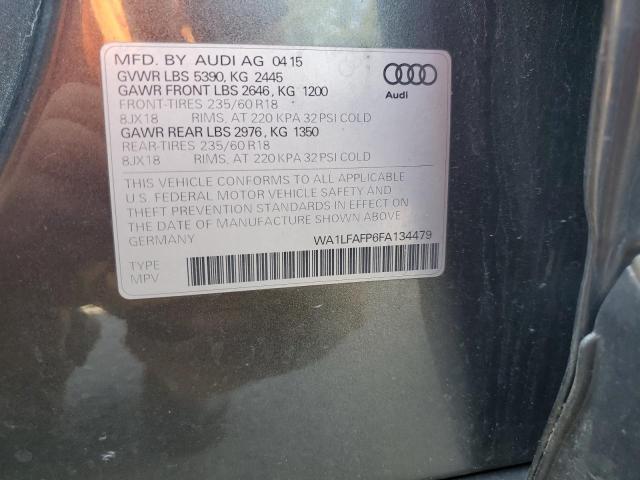 MFD. BY AUDI AG 04 15
GVWR LBS 5390, KG 2445
GAWR FRONT LBS 2646, KG 1200
FRONT-TIRES 235/60 R18
8JX18 RIMS, AT 220 KPA 32 PSI COLD
GAWR REAR LBS 2976, KG 1350
REAR-TIRES 235/60 R18
8JX18 RIMS, AT 220 KPA 32 PSI COLD
Audi
THIS VEHICLE CONFORMS TO ALL APPLICABLE
U.S. FEDERAL MOTOR VEHICLE SAFETY AND
THEFT PREVENTION STANDARDS IN EFFECT ON
THE DATE OF MANUFACTURE SHOWN ABOVE.
GERMANY WA1LFAFP6FA134479
TYPE
MPV